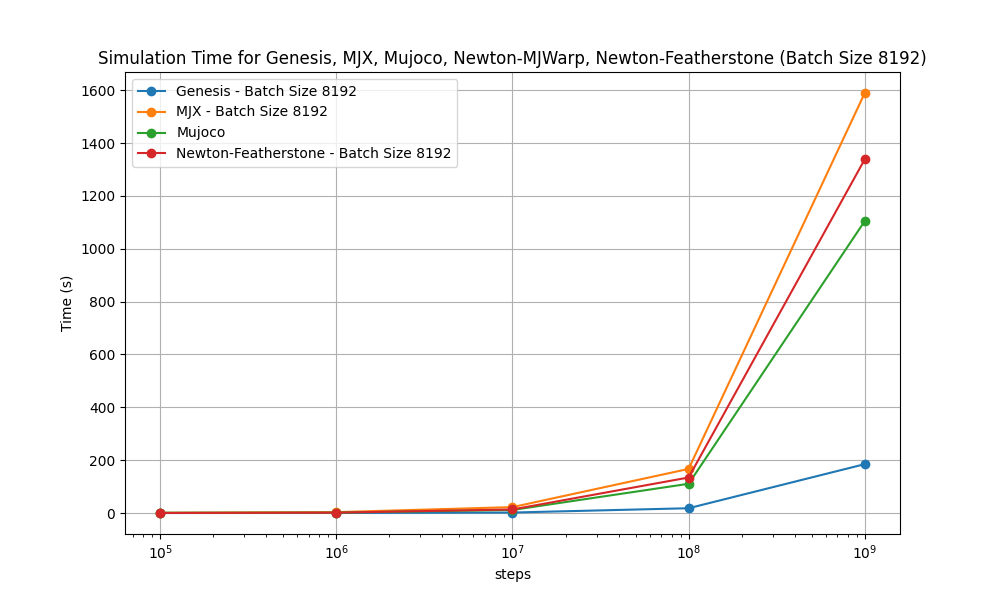 Simulation Time for Genesis, MJX, Mujoco, Newton-MJWarp, Newton-Featherstone (Batch Size 8192)
Genesis - Batch Size 8192
MJX - Batch Size 8192
Mujoco
Newton-Featherstone - Batch Size 8192
1600
1400
1200
1000
800
600
400
200
0
Time (s)
10⁵ 10⁶ 10⁷ 10⁸ 10⁹
steps